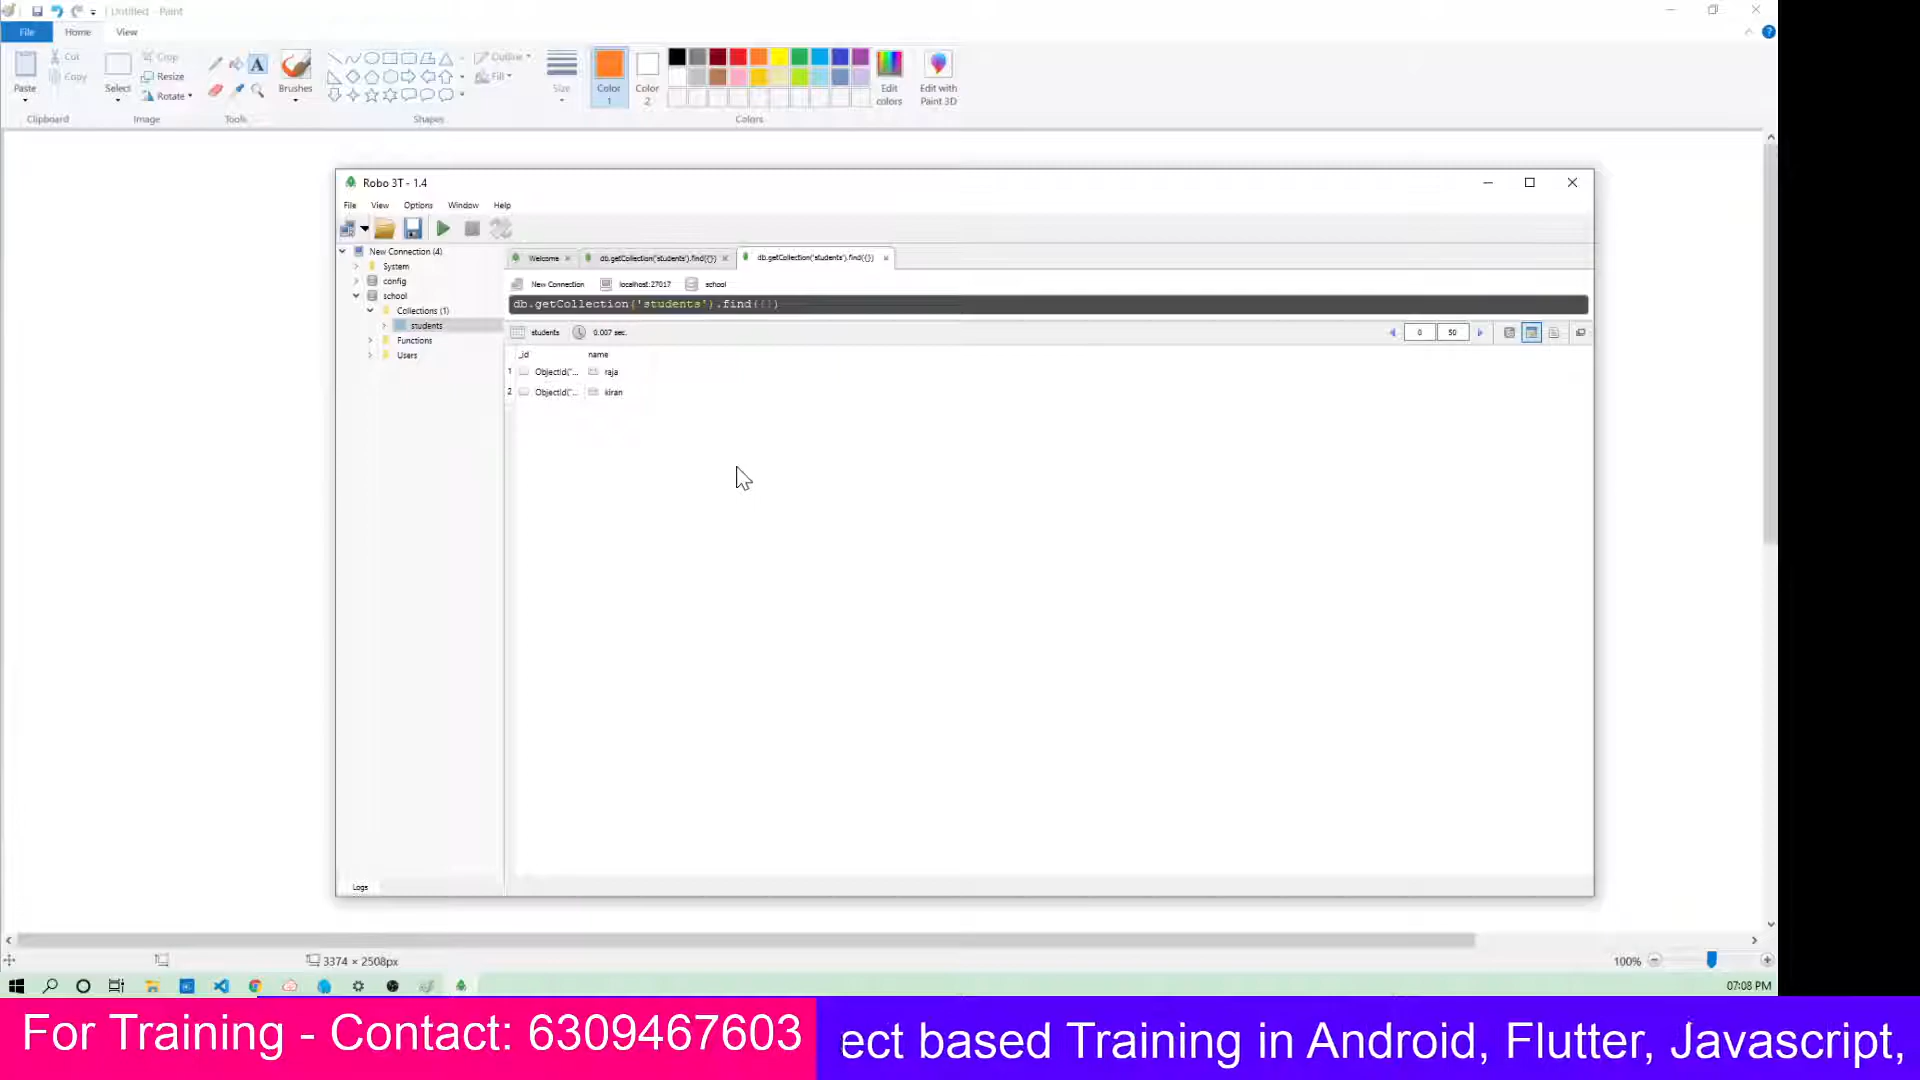 Untitled - Paint
File Home View
Paste
Cut
Copy
Clipboard
Select
Crop
Resize
Rotate
Image
Tools
Brushes
Shapes
Outline
Fill
Size
Color 1
Color 2
Colors
Edit colors
Edit with Paint 3D
Robo 3T - 1.4
File View Options Window Help
New Connection (4)
System
config
school
Collections (1)
students
Functions
Users
Welcome
db.getCollection('students').find({})
db.getCollection('students').find({})
New Connection localhost:27017 school
db.getCollection('students').find({})
students 0.007 sec.
0 50
_id name
1 ObjectId("... raja
2 ObjectId("... kiran
Logs
3374 × 2508px
100%
07:08 PM
For Training - Contact: 6309467603
ect based Training in Android, Flutter, Javascript,